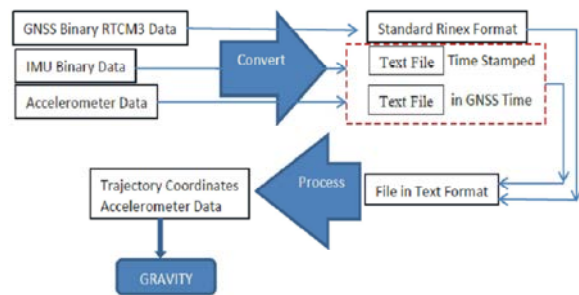 GNSS Binary RTCM3 Data
Standard Rinex Format
IMU Binary Data
Convert
Text File Time Stamped
Accelerometer Data
Text File in GNSS Time
Trajectory Coordinates
Accelerometer Data
Process
File in Text Format
GRAVITY